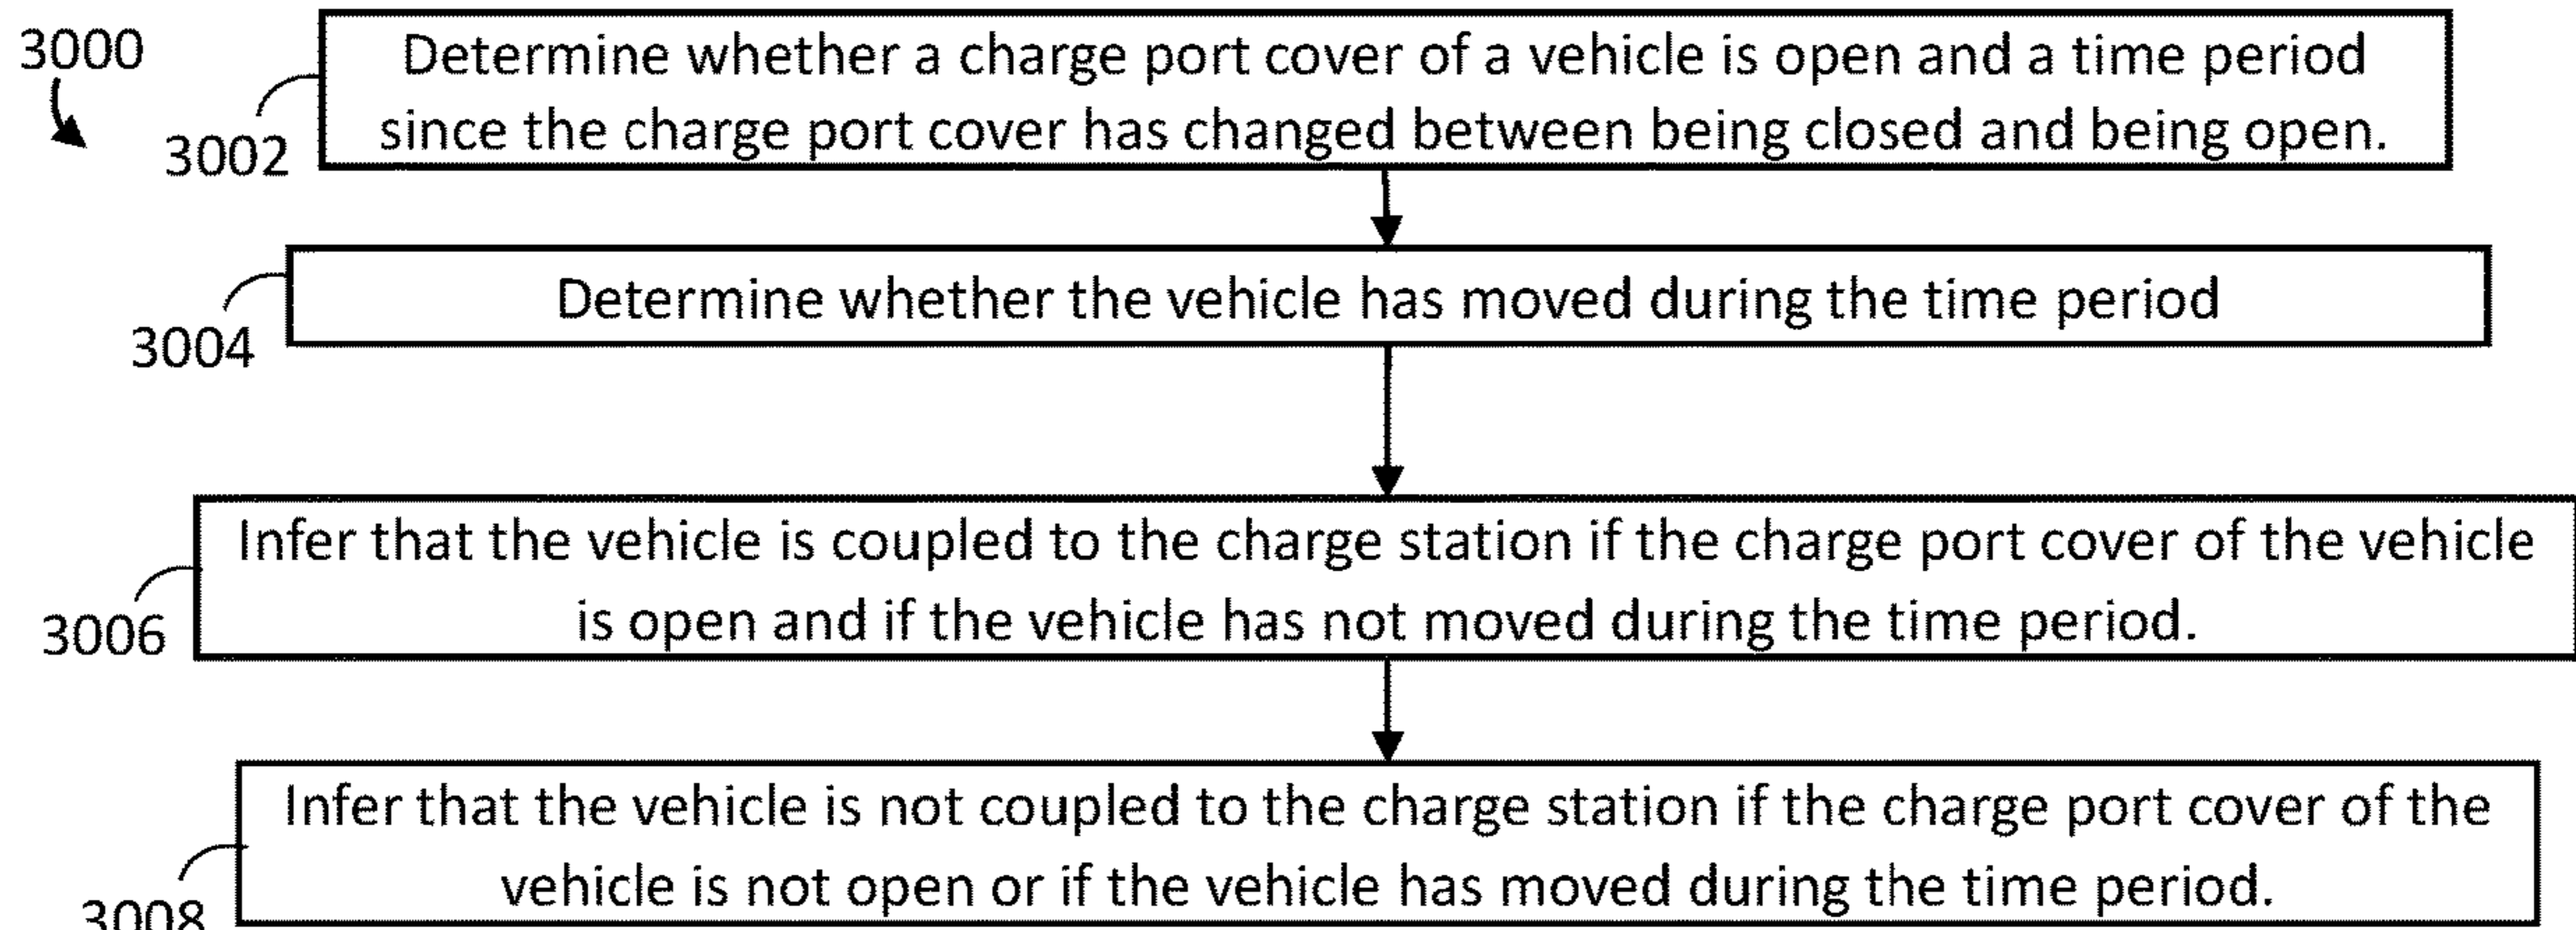 3000
Determine whether a charge port cover of a vehicle is open and a time period
since the charge port cover has changed between being closed and being open.
3002
Determine whether the vehicle has moved during the time period
3004
Infer that the vehicle is coupled to the charge station if the charge port cover of the vehicle
is open and if the vehicle has not moved during the time period.
3006
Infer that the vehicle is not coupled to the charge station if the charge port cover of the
vehicle is not open or if the vehicle has moved during the time period.
3008